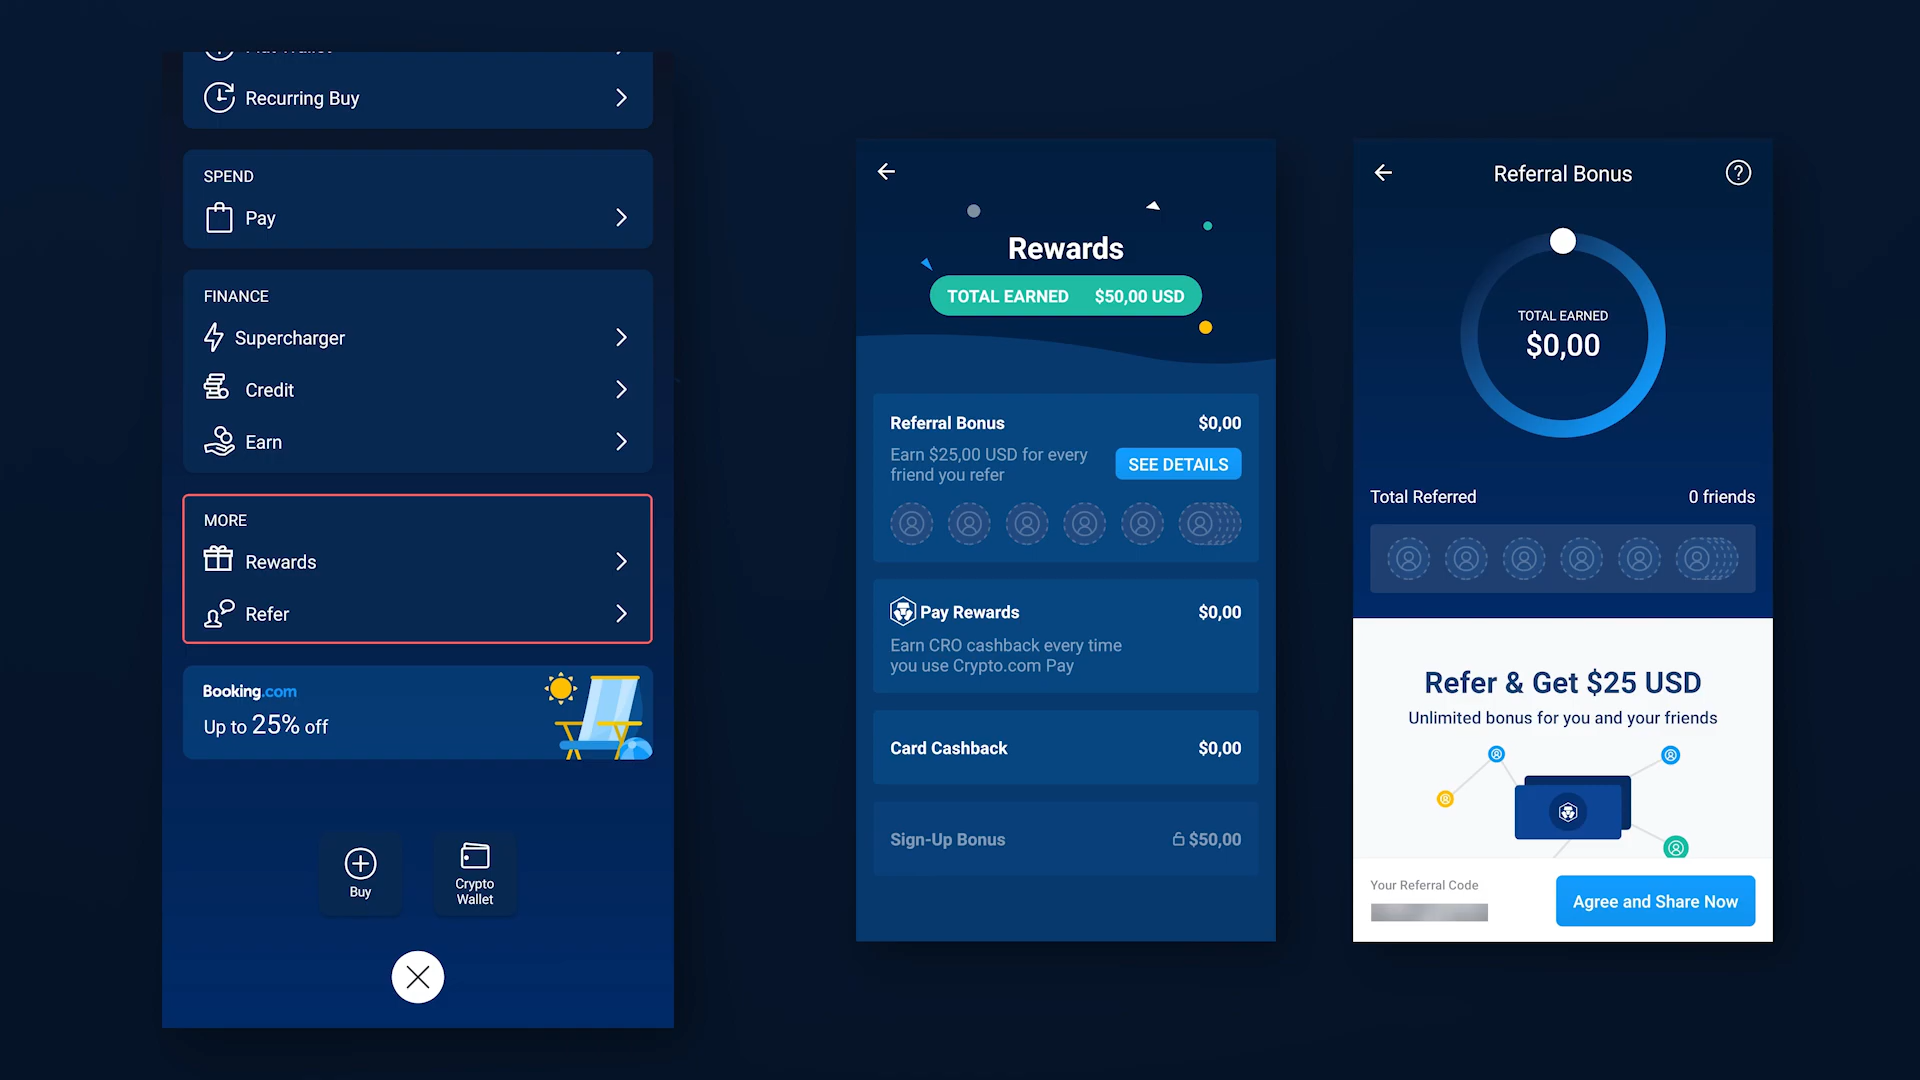 Recurring Buy
SPEND
Pay
FINANCE
Supercharger
Credit
Earn
MORE
Rewards
Refer
Booking.com
Up to 25% off
Buy
Crypto
Wallet
Rewards
TOTAL EARNED $50,00 USD
Referral Bonus $0,00
Earn $25,00 USD for every
friend you refer
SEE DETAILS
Pay Rewards $0,00
Earn CRO cashback every time
you use Crypto.com Pay
Card Cashback $0,00
Sign-Up Bonus $50,00
Referral Bonus
?
TOTAL EARNED
$0,00
Total Referred 0 friends
Refer & Get $25 USD
Unlimited bonus for you and your friends
Your Referral Code
Agree and Share Now